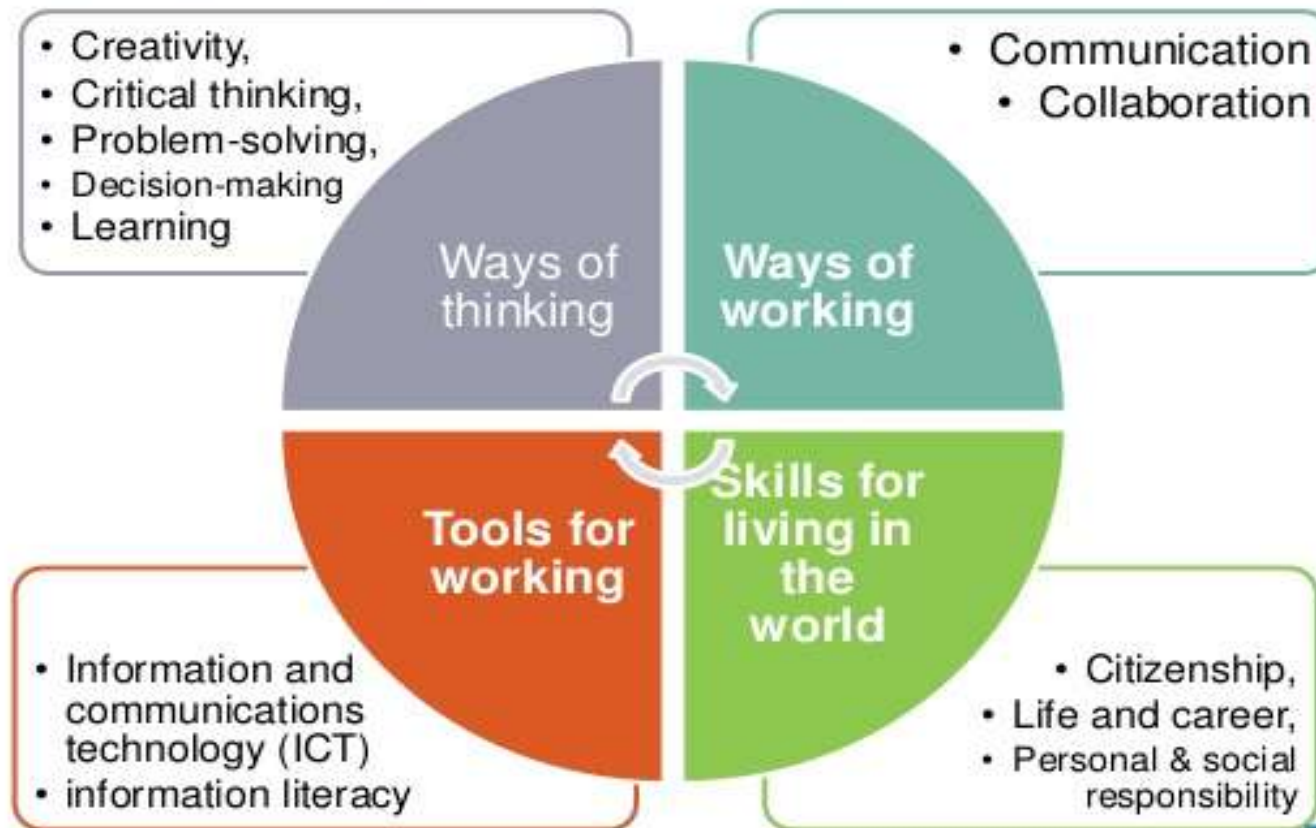 • Creativity,
• Critical thinking,
• Problem-solving,
• Decision-making
• Learning
• Communication
• Collaboration
Ways of
thinking
Ways of
working
Tools for
working
Skills for
living in
the
world
• Information and
communications
technology (ICT)
• information literacy
• Citizenship,
• Life and career,
• Personal & social
responsibility